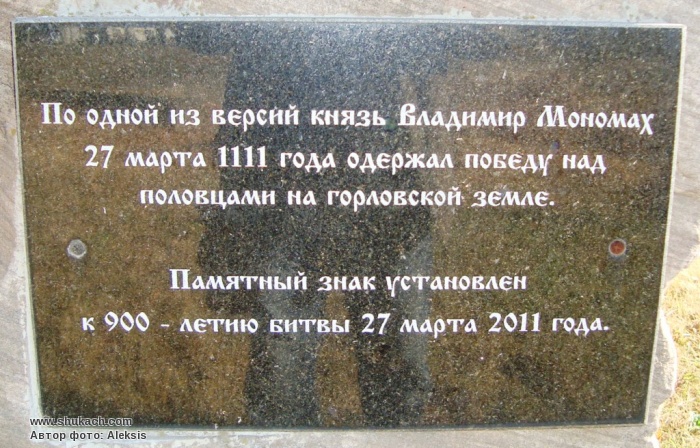 По одной из версий князь Владимир Мономах
27 марта 1111 года одержал победу над
половцами на горловской земле.
Памятный знак установлен
к 900 - летию битвы 27 марта 2011 года.
www.shukach.com
Автор фото: Aleksis